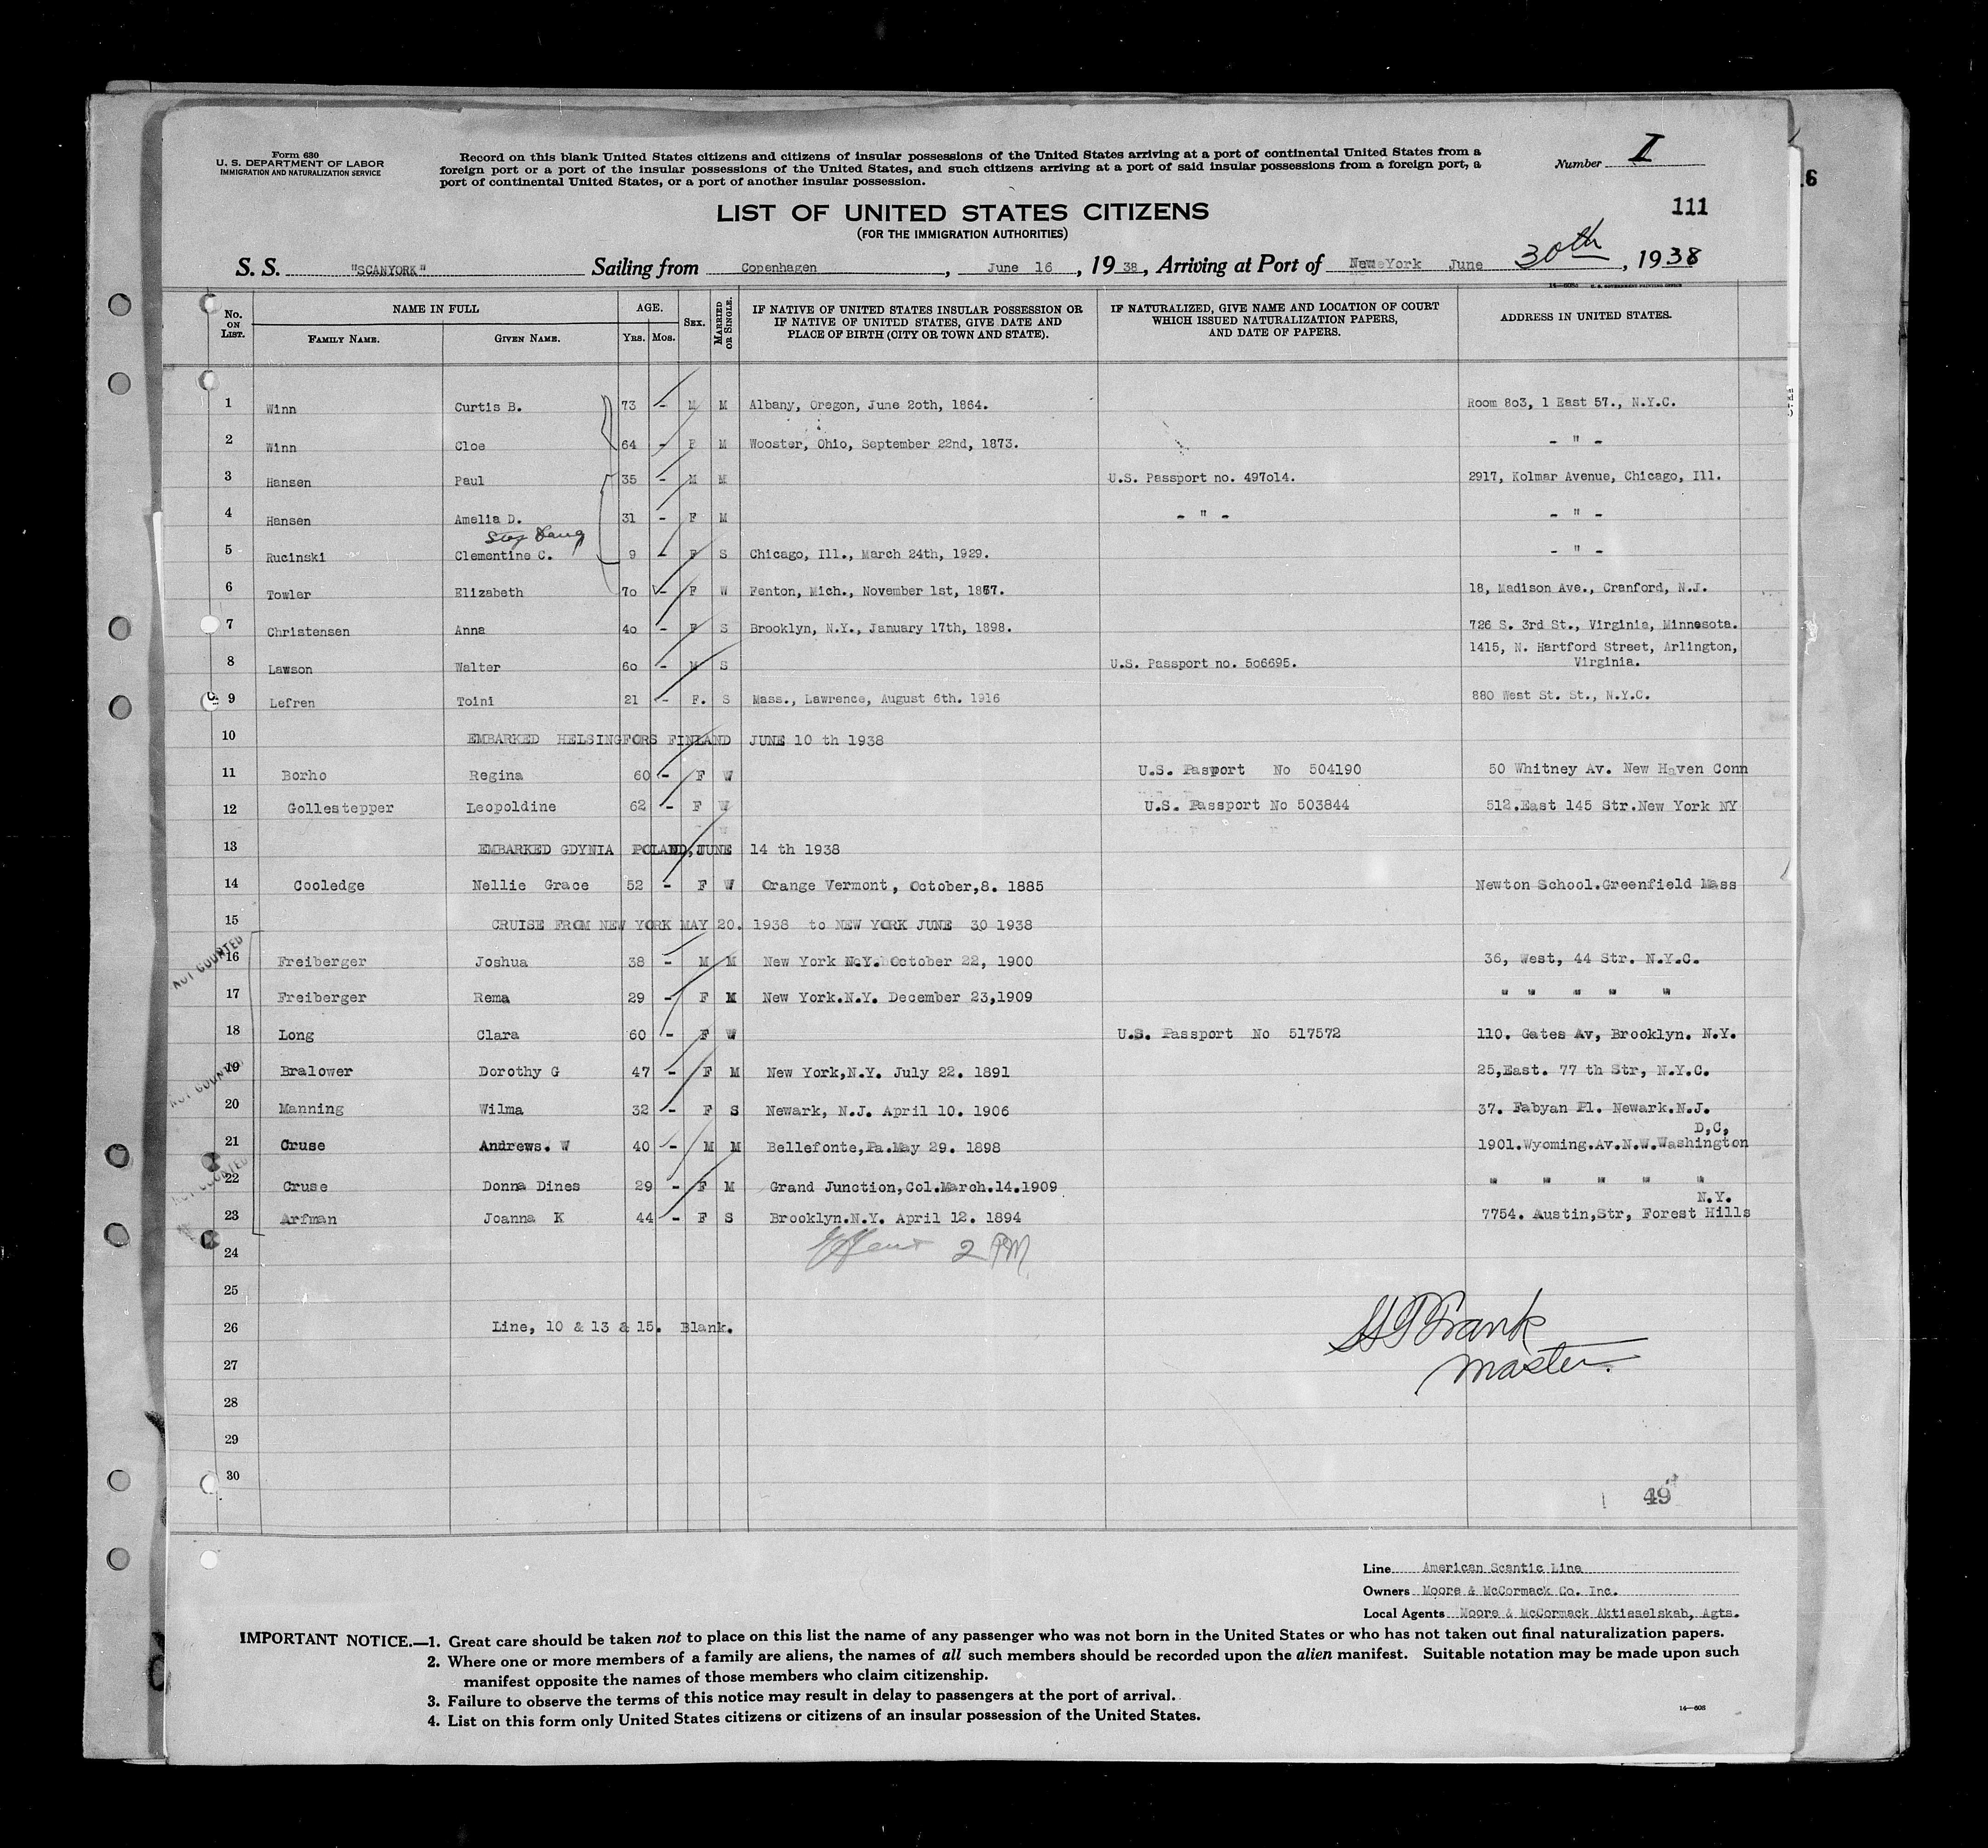 Form 630
U. S. DEPARTMENT OF LABOR
IMMIGRATION AND NATURALIZATION SERVICE
Record on this blank United States citizens and citizens of insular possessions of the United States arriving at a port of continental United States from a
foreign port or a port of the insular possessions of the United States, and such citizens arriving at a port of said insular possessions from a foreign port, a
port of continental United States, or a port of another insular possession.
Number I
6
111
LIST OF UNITED STATES CITIZENS
(FOR THE IMMIGRATION AUTHORITIES)
S. S. "SCANYORK" Sailing from Copenhagen, June 16, 1938, Arriving at Port of New York June 30th, 1938
No. ON LIST. NAME IN FULL FAMILY NAME. GIVEN NAME. AGE. YRS. MOS. SEX. MARRIED OR SINGLE. IF NATIVE OF UNITED STATES INSULAR POSSESSION OR IF NATIVE OF UNITED STATES, GIVE DATE AND PLACE OF BIRTH (CITY OR TOWN AND STATE). IF NATURALIZED, GIVE NAME AND LOCATION OF COURT WHICH ISSUED NATURALIZATION PAPERS, AND DATE OF PAPERS. ADDRESS IN UNITED STATES.
1 Winn Curtis B. 73 - M M Albany, Oregon, June 2oth, 1864. Room 8o3, 1 East 57., N.Y.C.
2 Winn Cloe 64 - F M Wooster, Ohio, September 22nd, 1873. - " -
3 Hansen Paul 35 - M M U.S. Passport no. 497o14. 2917, Kolmar Avenue, Chicago, Ill.
4 Hansen Amelia D. 31 - F M - " - - " -
Step Daug
5 Rucinski Clementine C. 9 - F S Chicago, Ill., March 24th, 1929. - " -
6 Towler Elizabeth 7o - F W Fenton, Mich., November 1st, 1867. 18, Madison Ave., Cranford, N.J.
7 Christensen Anna 4o - F S Brooklyn, N.Y., January 17th, 1898. 726 S. 3rd St., Virginia, Minnesota.
8 Lawson Walter 6o - M S U.S. Passport no. 5o6695. 1415, N. Hartford Street, Arlington, Virginia.
9 Lefren Toini 21 - F. S Mass., Lawrence, August 6th. 1916 880 West St. St., N.Y.C.
10 EMBARKED HELSINGFORS FINLAND JUNE 10 th 1938
11 Borho Regina 60 - F W U.S. Pasport No 504190 50 Whitney Av. New Haven Conn
12 Gollestepper Leopoldine 62 - F W U.S. Passport No 503844 512.East 145 Str.New York NY
13 EMBARKED GDYNIA POLAND,JUNE 14 th 1938
14 Cooledge Nellie Grace 52 - F W Orange Vermont, October,8. 1885 Newton School.Greenfield Mass
15 CRUISE FROM NEW YORK MAY 20. 1938 to NEW YORK JUNE 30 1938
NOT COUNTED
16 Freiberger Joshua 38 - M M New York N.Y. October 22, 1900 36, West, 44 Str. N.Y.C.
17 Freiberger Rema 29 - F M New York.N.Y. December 23,1909 " " " " "
18 Long Clara 60 - F W U.S. Passport No 517572 110. Gates Av, Brooklyn. N.Y.
NOT COUNTED
19 Bralower Dorothy G 47 - F M New York,N.Y. July 22. 1891 25,East. 77 th Str, N.Y.C.
20 Manning Wilma 32 - F S Newark, N.J. April 10. 1906 37. Fabyan Pl. Newark.N.J.
D,C,
21 Cruse Andrews. W 40 - M M Bellefonte,Pa.May 29. 1898 1901.Wyoming.Av.N.W.Washington
NOT COUNTED
22 Cruse Donna Dines 29 - F M Grand Junction,Col.March.14.1909 " " " " "
N.Y.
23 Arfman Joanna K 44 - F S Brooklyn.N.Y. April 12. 1894 7754. Austin,Str, Forest Hills
24 2 PM
25
26 Line, 10 & 13 & 15. Blank.
HTFrank
Master.
27
28
29
30
49
Line American Scantic Line
Owners Moore & McCormack Co. Inc.
Local Agents Moore & McCormack Aktieselskab, Agts.
IMPORTANT NOTICE.—1. Great care should be taken not to place on this list the name of any passenger who was not born in the United States or who has not taken out final naturalization papers.
2. Where one or more members of a family are aliens, the names of all such members should be recorded upon the alien manifest. Suitable notation may be made upon such
manifest opposite the names of those members who claim citizenship.
3. Failure to observe the terms of this notice may result in delay to passengers at the port of arrival.
4. List on this form only United States citizens or citizens of an insular possession of the United States.